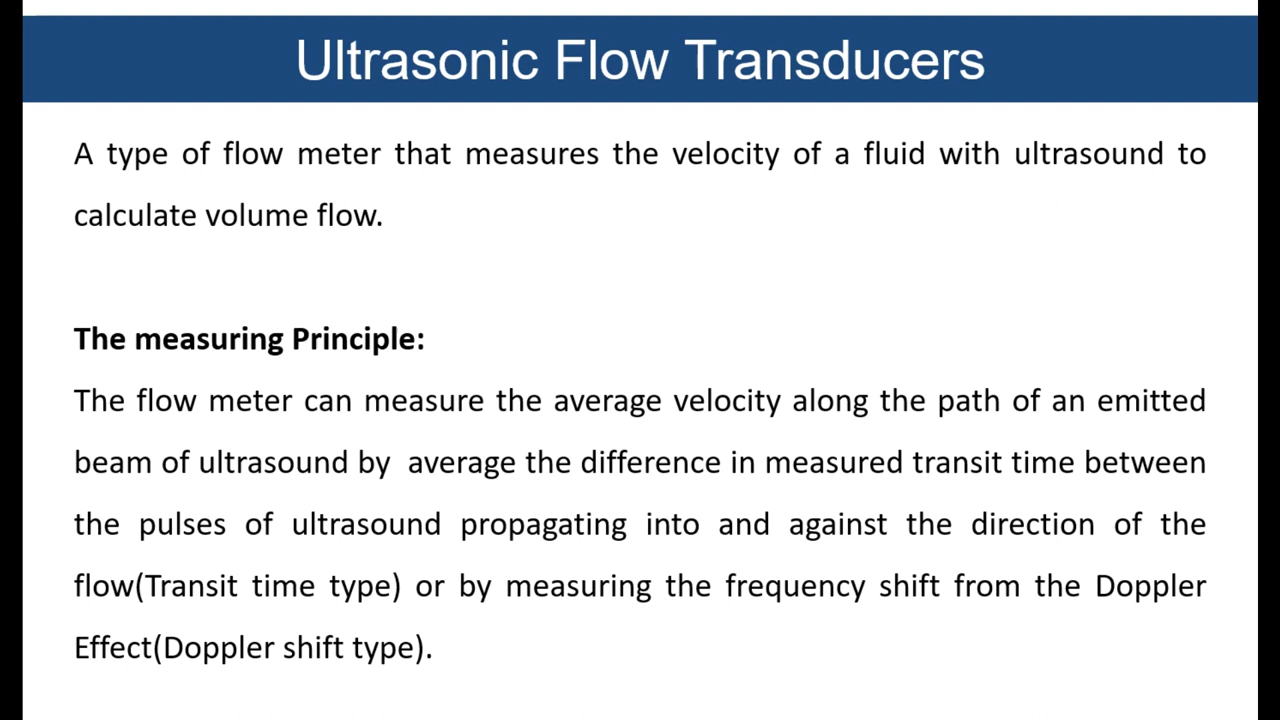 Ultrasonic Flow Transducers
A type of flow meter that measures the velocity of a fluid with ultrasound to
calculate volume flow.
The measuring Principle:
The flow meter can measure the average velocity along the path of an emitted
beam of ultrasound by average the difference in measured transit time between
the pulses of ultrasound propagating into and against the direction of the
flow(Transit time type) or by measuring the frequency shift from the Doppler
Effect(Doppler shift type).